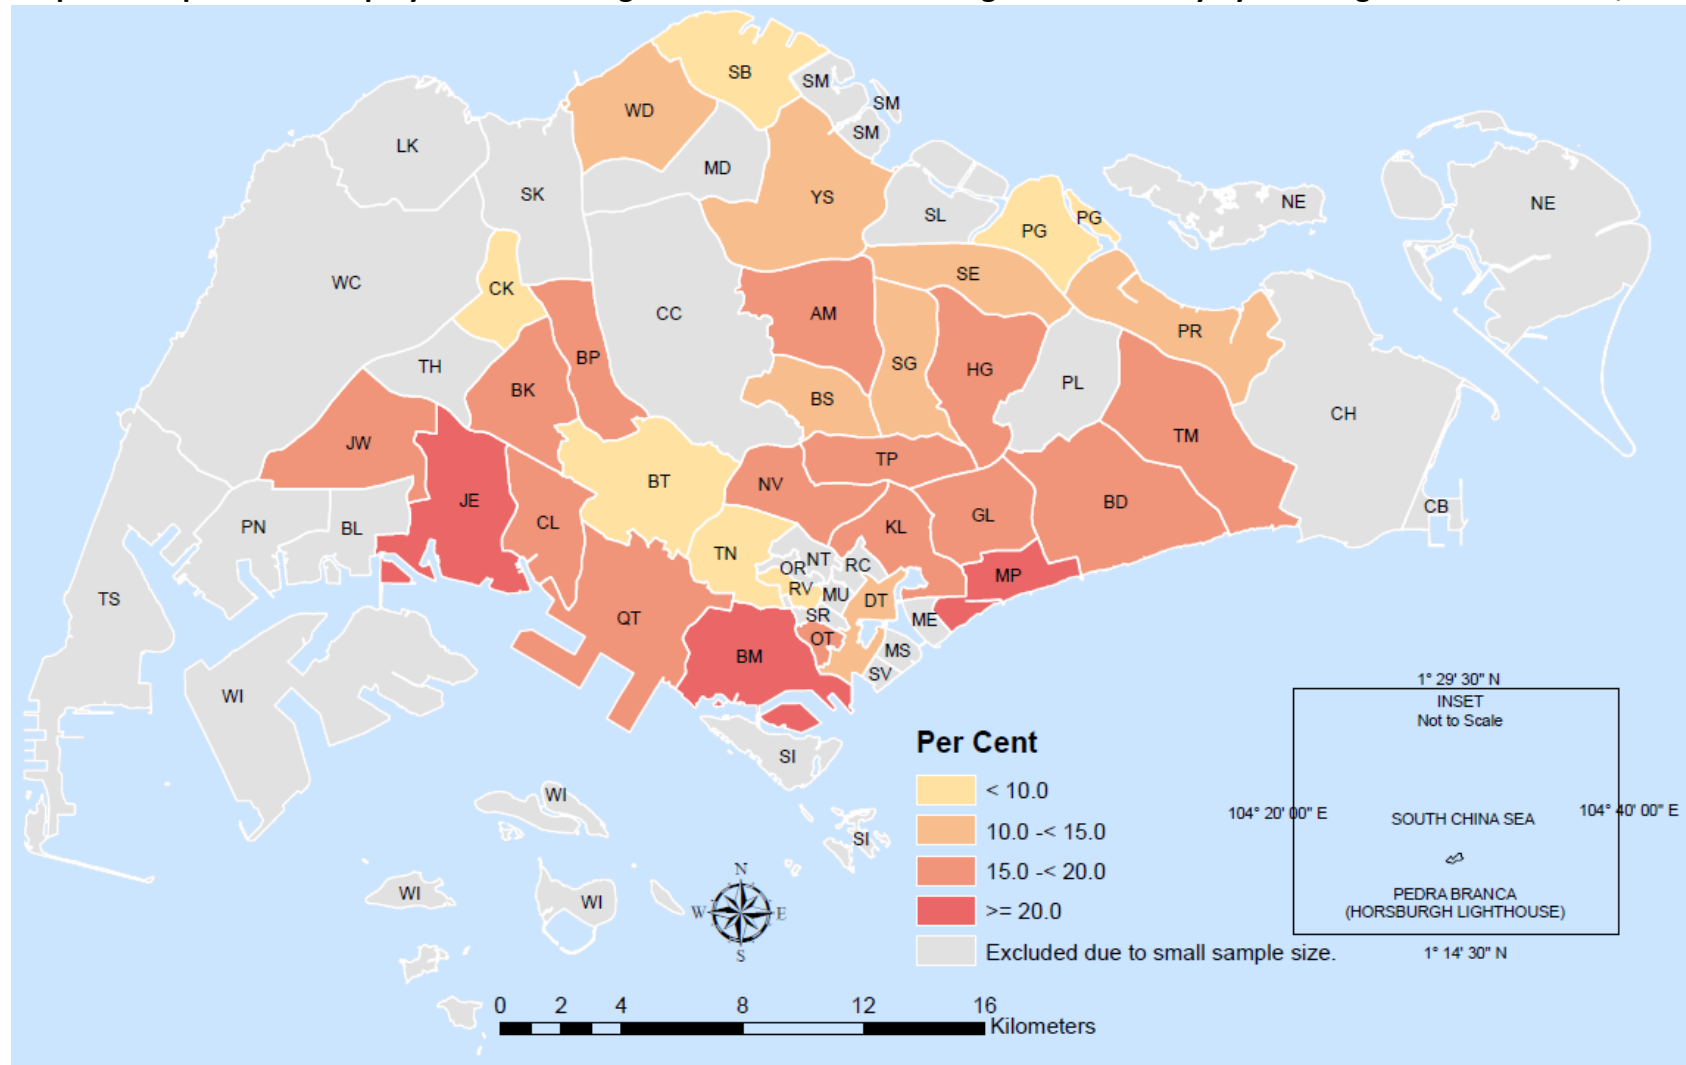 SB
SM
SM
SM
WD
LK
MD
SK
YS
SL
PG
PG
NE
NE
WC
CK
SE
CC
AM
PR
BP
TH
BK
SG
HG
PL
BS
CH
JW
TM
TP
BT
NV
JE
BD
CB
PN
BL
CL
KL
GL
TN
NT
OR
RC
MP
RV
MU
TS
DT
SR
ME
QT
OT
MS
BM
SV
WI
SI
WI
SI
WI
WI
Per Cent
< 10.0
10.0 -< 15.0
15.0 -< 20.0
>= 20.0
Excluded due to small sample size.
1° 29' 30" N
INSET
Not to Scale
104° 20' 00" E
104° 40' 00" E
SOUTH CHINA SEA
PEDRA BRANCA
(HORSBURGH LIGHTHOUSE)
1° 14' 30" N
N
W E
S
0 2 4 8 12 16
Kilometers